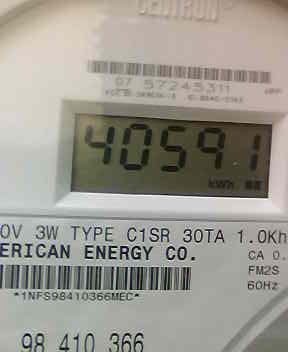 CENTRON
07 57245311
40591
kWh
0V 3W TYPE C1SR 30TA 1.0Kh
ERICAN ENERGY CO.
CA 0.
FM2S
60Hz
*1NFS98410366MEC*
98 410 366